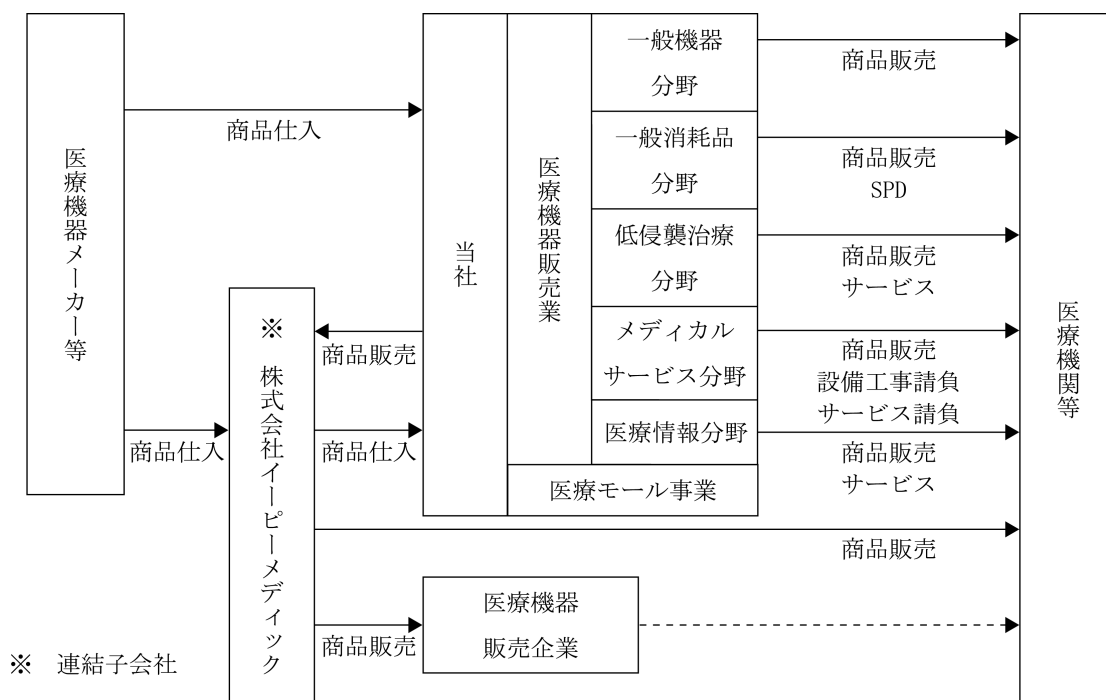 医療機器メーカー等
商品仕入
商品仕入
※　株式会社イーピーメディック
商品販売
商品仕入
当社
医療機器販売業
一般機器
分野
一般消耗品
分野
低侵襲治療
分野
メディカル
サービス分野
医療情報分野
医療モール事業
商品販売
商品販売
SPD
商品販売
サービス
商品販売
設備工事請負
サービス請負
商品販売
サービス
商品販売
医療機関等
商品販売
医療機器
販売企業
※　連結子会社